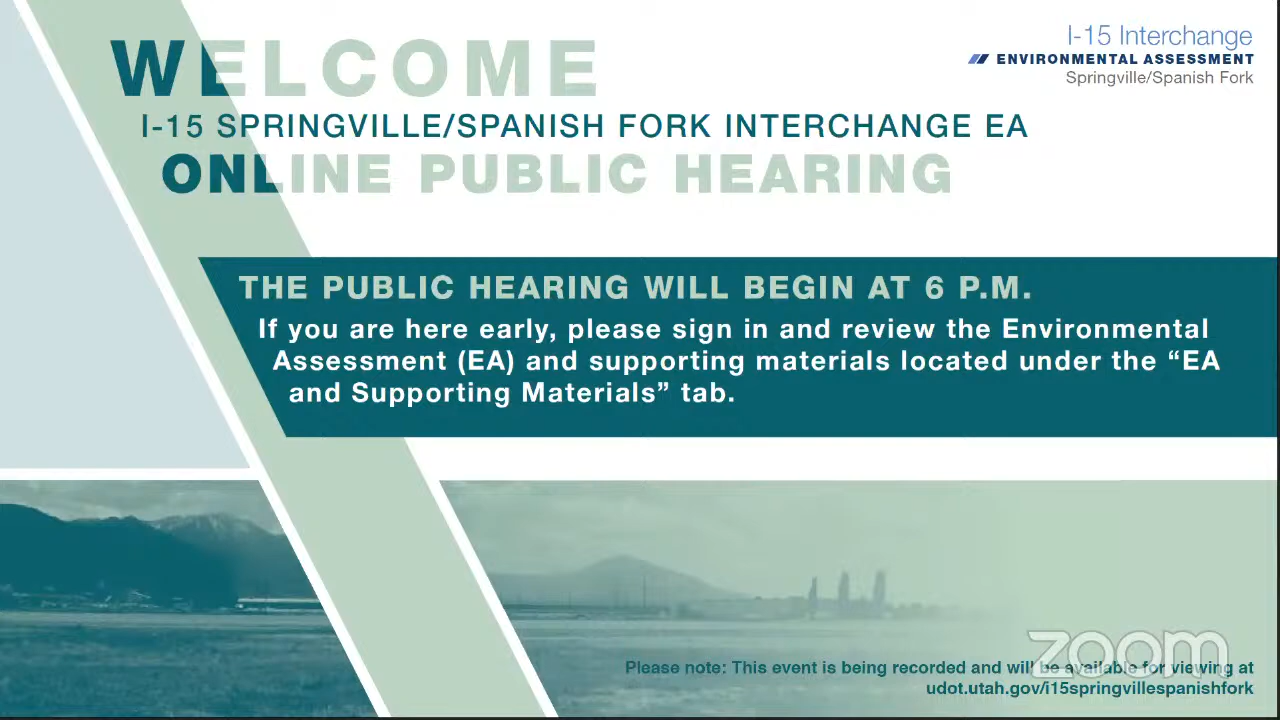 WELCOME
I-15 SPRINGVILLE/SPANISH FORK INTERCHANGE EA
ONLINE PUBLIC HEARING
I-15 Interchange
ENVIRONMENTAL ASSESSMENT
Springville/Spanish Fork
THE PUBLIC HEARING WILL BEGIN AT 6 P.M.
If you are here early, please sign in and review the Environmental
Assessment (EA) and supporting materials located under the “EA
and Supporting Materials” tab.
zoom
Please note: This event is being recorded and will be available for viewing at
udot.utah.gov/i15springvillespanishfork